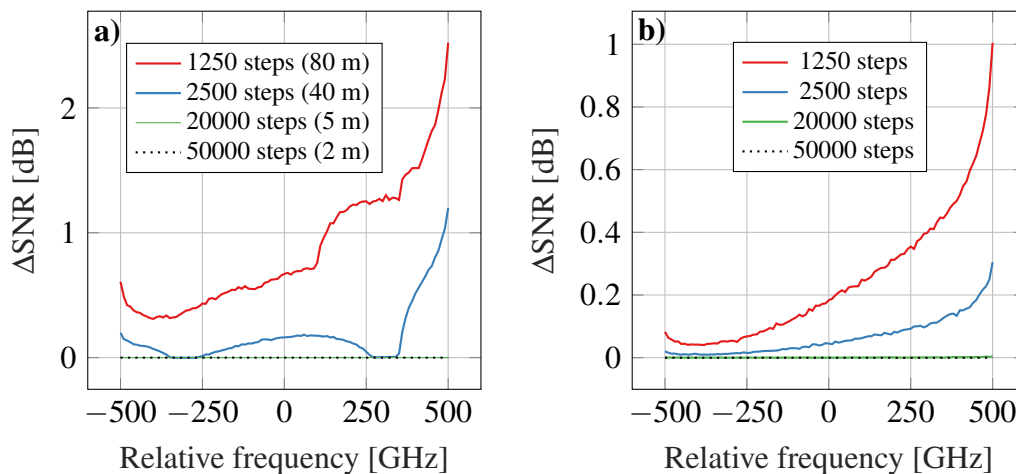 a)
1250 steps (80 m)
2500 steps (40 m)
20000 steps (5 m)
50000 steps (2 m)
2
1
0
ΔSNR [dB]
−500 −250 0 250 500
Relative frequency [GHz]
b)
1250 steps
2500 steps
20000 steps
50000 steps
1
0.8
0.6
0.4
0.2
0
ΔSNR [dB]
−500 −250 0 250 500
Relative frequency [GHz]